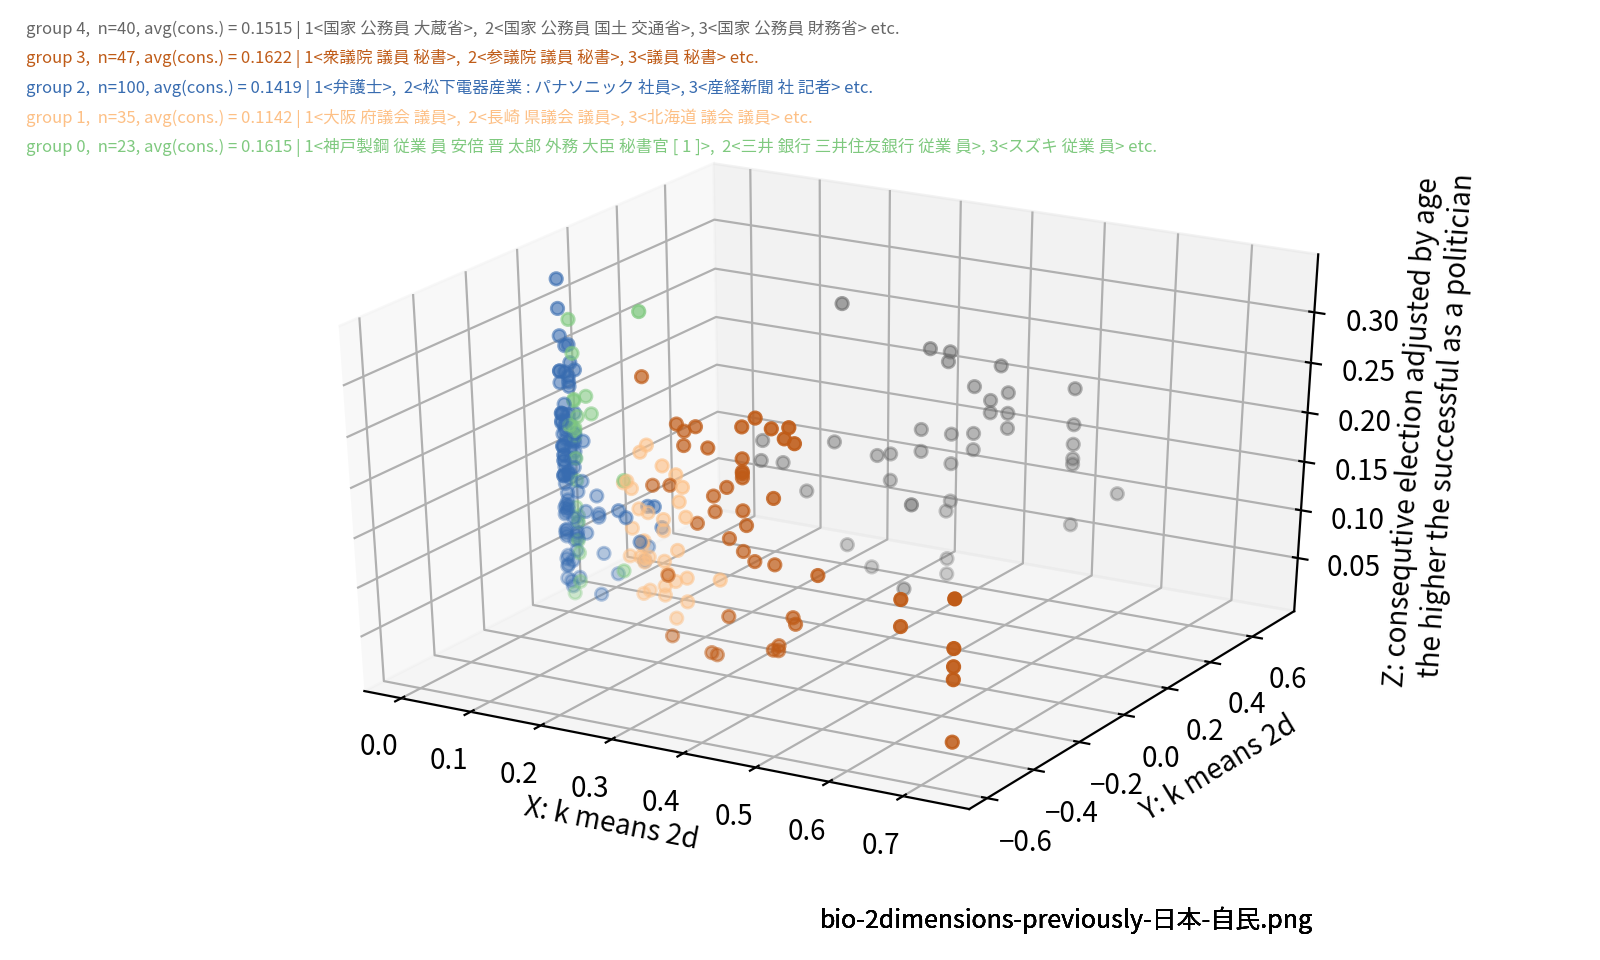 group 4,  n=40, avg(cons.) = 0.1515 | 1<国家 公務員 大蔵省>,  2<国家 公務員 国土 交通省>, 3<国家 公務員 財務省> etc.
group 3,  n=47, avg(cons.) = 0.1622 | 1<衆議院 議員 秘書>,  2<参議院 議員 秘書>, 3<議員 秘書> etc.
group 2,  n=100, avg(cons.) = 0.1419 | 1<弁護士>,  2<松下電器産業 : パナソニック 社員>, 3<産経新聞 社 記者> etc.
group 1,  n=35, avg(cons.) = 0.1142 | 1<大阪 府議会 議員>,  2<長崎 県議会 議員>, 3<北海道 議会 議員> etc.
group 0,  n=23, avg(cons.) = 0.1615 | 1<神戸製鋼 従業 員 安倍 晋 太郎 外務 大臣 秘書官 [ 1 ]>,  2<三井 銀行 三井住友銀行 従業 員>, 3<スズキ 従業 員> etc.
Z: consequtive election adjusted by age
the higher the successful as a politician
0.30
0.25
0.20
0.15
0.10
0.05
0.6
0.4
0.2
0.0
−0.2
−0.4
−0.6
Y: k means 2d
0.0
0.1
0.2
0.3
0.4
0.5
0.6
0.7
X: k means 2d
bio-2dimensions-previously-日本-自民.png